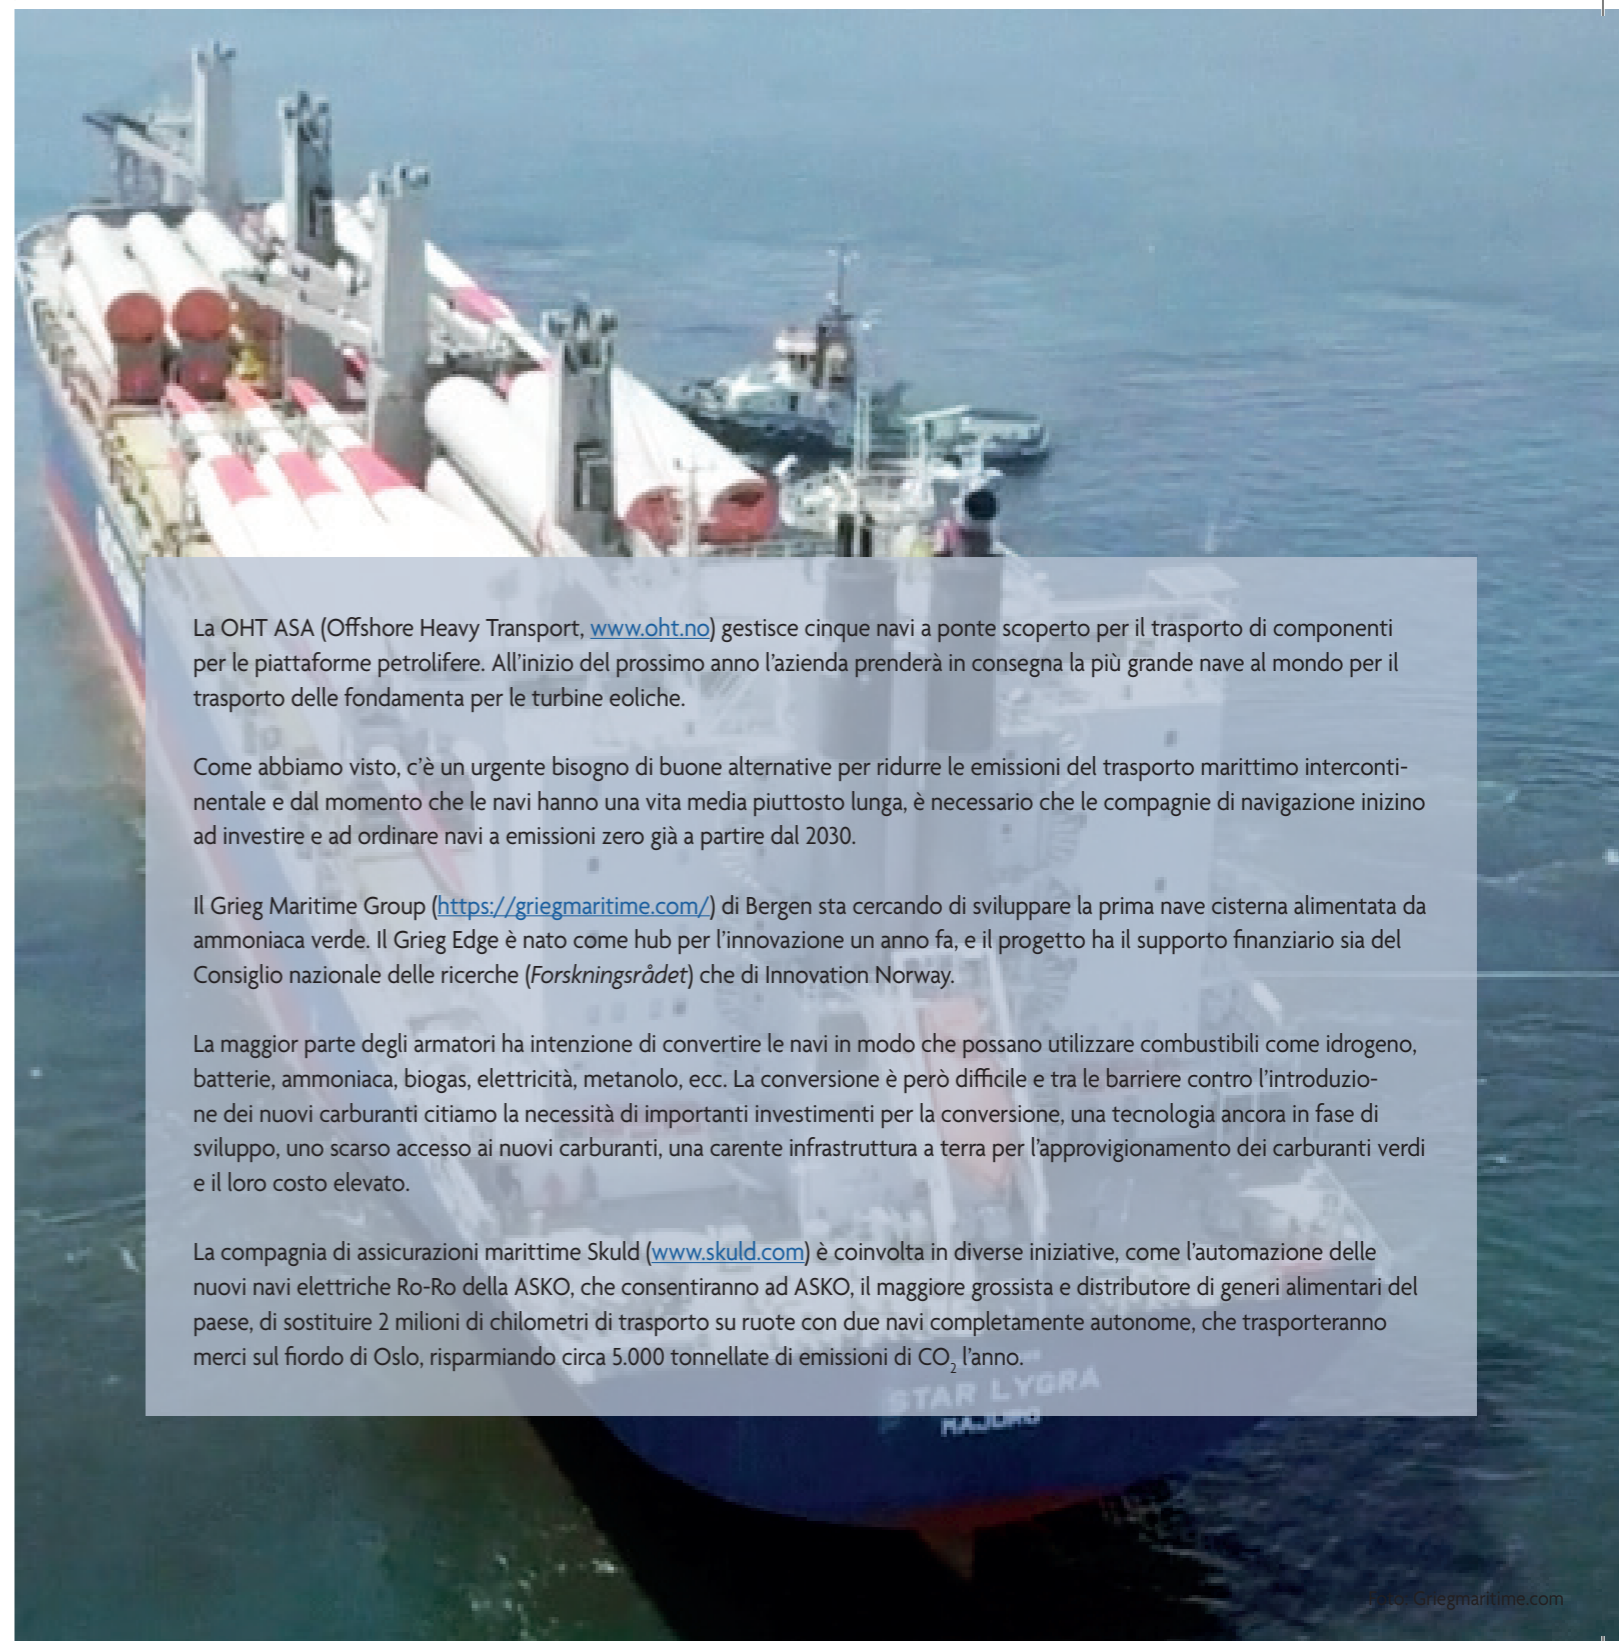 La OHT ASA (Offshore Heavy Transport, www.oht.no) gestisce cinque navi a ponte scoperto per il trasporto di componenti
per le piattaforme petrolifere. All’inizio del prossimo anno l’azienda prenderà in consegna la più grande nave al mondo per il
trasporto delle fondamenta per le turbine eoliche.
Come abbiamo visto, c’è un urgente bisogno di buone alternative per ridurre le emissioni del trasporto marittimo interconti-
nentale e dal momento che le navi hanno una vita media piuttosto lunga, è necessario che le compagnie di navigazione inizino
ad investire e ad ordinare navi a emissioni zero già a partire dal 2030.
Il Grieg Maritime Group (https://griegmaritime.com/) di Bergen sta cercando di sviluppare la prima nave cisterna alimentata da
ammoniaca verde. Il Grieg Edge è nato come hub per l’innovazione un anno fa, e il progetto ha il supporto finanziario sia del
Consiglio nazionale delle ricerche (Forskningsrådet) che di Innovation Norway.
La maggior parte degli armatori ha intenzione di convertire le navi in modo che possano utilizzare combustibili come idrogeno,
batterie, ammoniaca, biogas, elettricità, metanolo, ecc. La conversione è però difficile e tra le barriere contro l’introduzio-
ne dei nuovi carburanti citiamo la necessità di importanti investimenti per la conversione, una tecnologia ancora in fase di
sviluppo, uno scarso accesso ai nuovi carburanti, una carente infrastruttura a terra per l’approvigionamento dei carburanti verdi
e il loro costo elevato.
La compagnia di assicurazioni marittime Skuld (www.skuld.com) è coinvolta in diverse iniziative, come l’automazione delle
nuovi navi elettriche Ro-Ro della ASKO, che consentiranno ad ASKO, il maggiore grossista e distributore di generi alimentari del
paese, di sostituire 2 milioni di chilometri di trasporto su ruote con due navi completamente autonome, che trasporteranno
merci sul fiordo di Oslo, risparmiando circa 5.000 tonnellate di emissioni di CO₂ l’anno.
STAR LYGRA
MAJURO
Griegmaritime.com